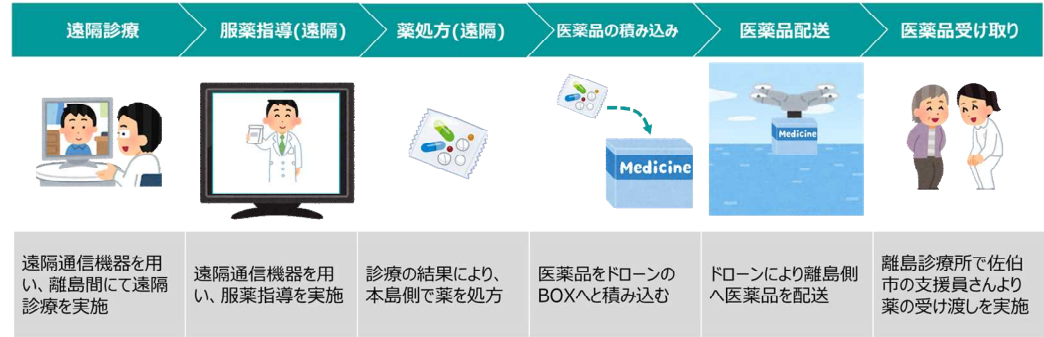 遠隔診療
服薬指導(遠隔)
薬処方(遠隔)
医薬品の積み込み
医薬品配送
医薬品受け取り
Medicine
Medicine
遠隔通信機器を用
い、離島間にて遠隔
診療を実施
遠隔通信機器を用
い、服薬指導を実施
診療の結果により、
本島側で薬を処方
医薬品をドローンの
BOXへと積み込む
ドローンにより離島側
へ医薬品を配送
離島診療所で佐伯
市の支援員さんより
薬の受け渡しを実施